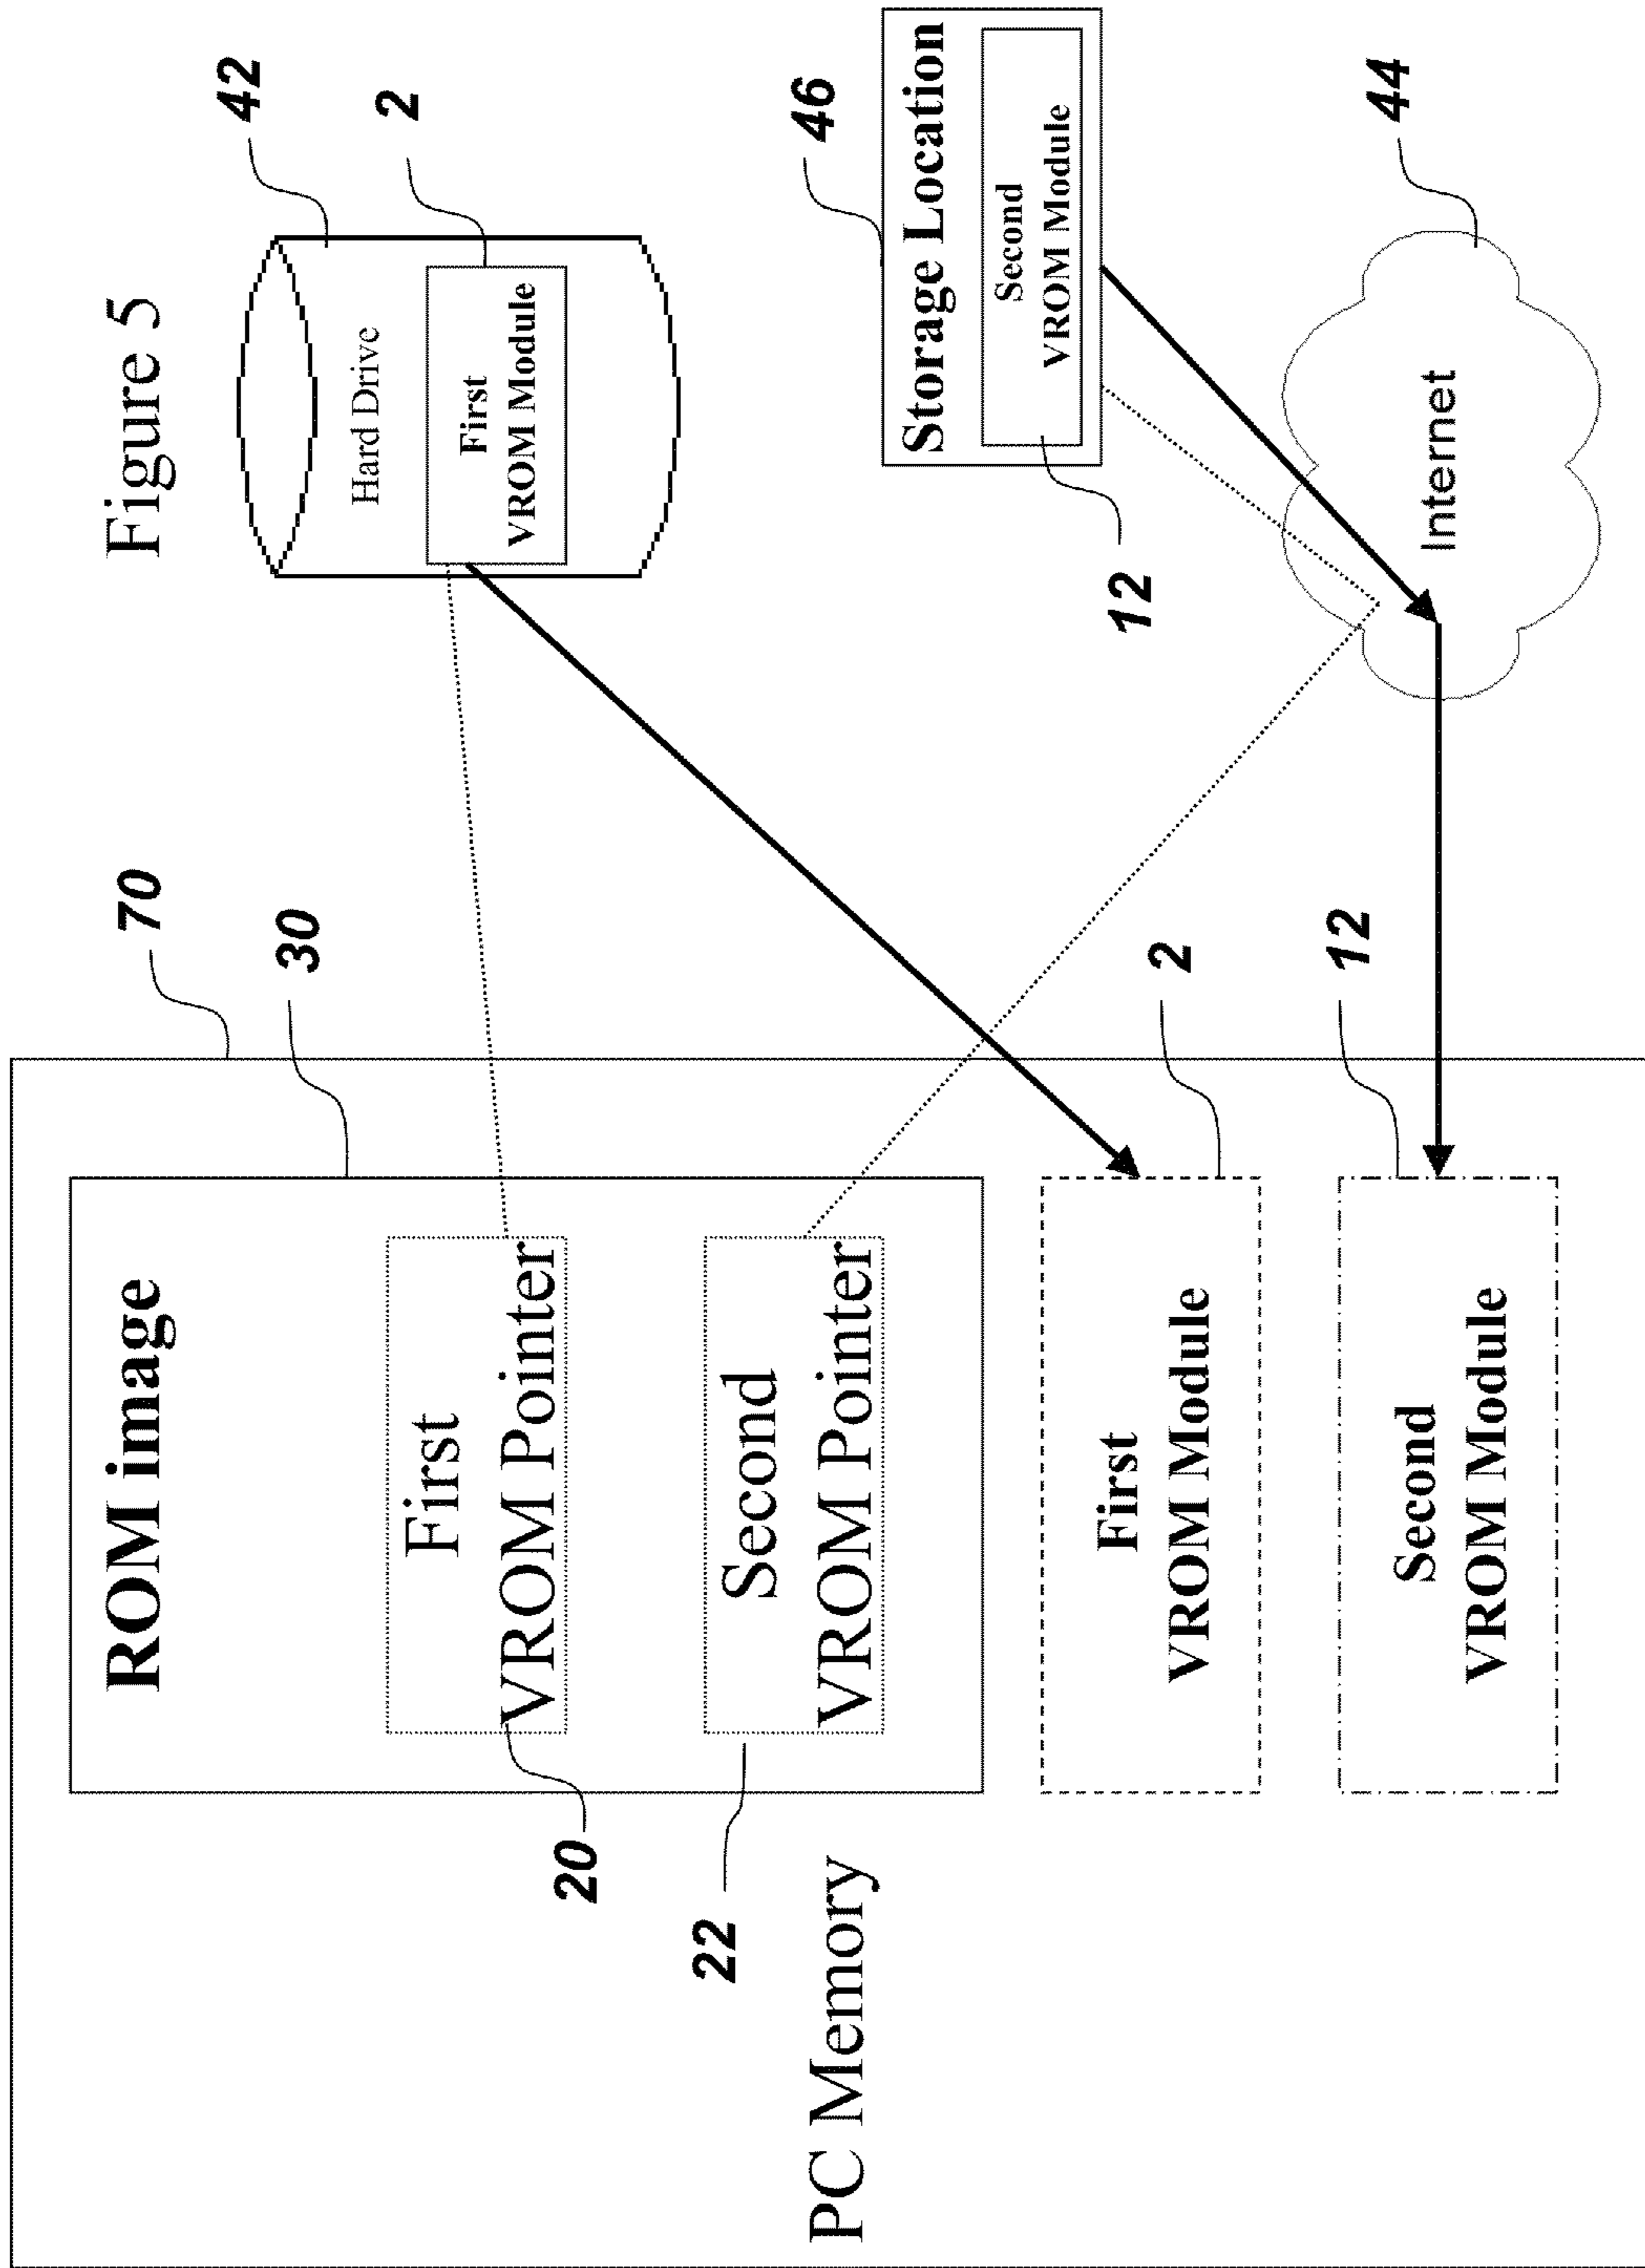 Figure 5
70
30
ROM image
First
VROM Pointer
20
Second
VROM Pointer
22
PC Memory
First
VROM Module
2
Second
VROM Module
12
42
Hard Drive
2
First
VROM Module
46
Storage Location
Second
VROM Module
12
44
Internet